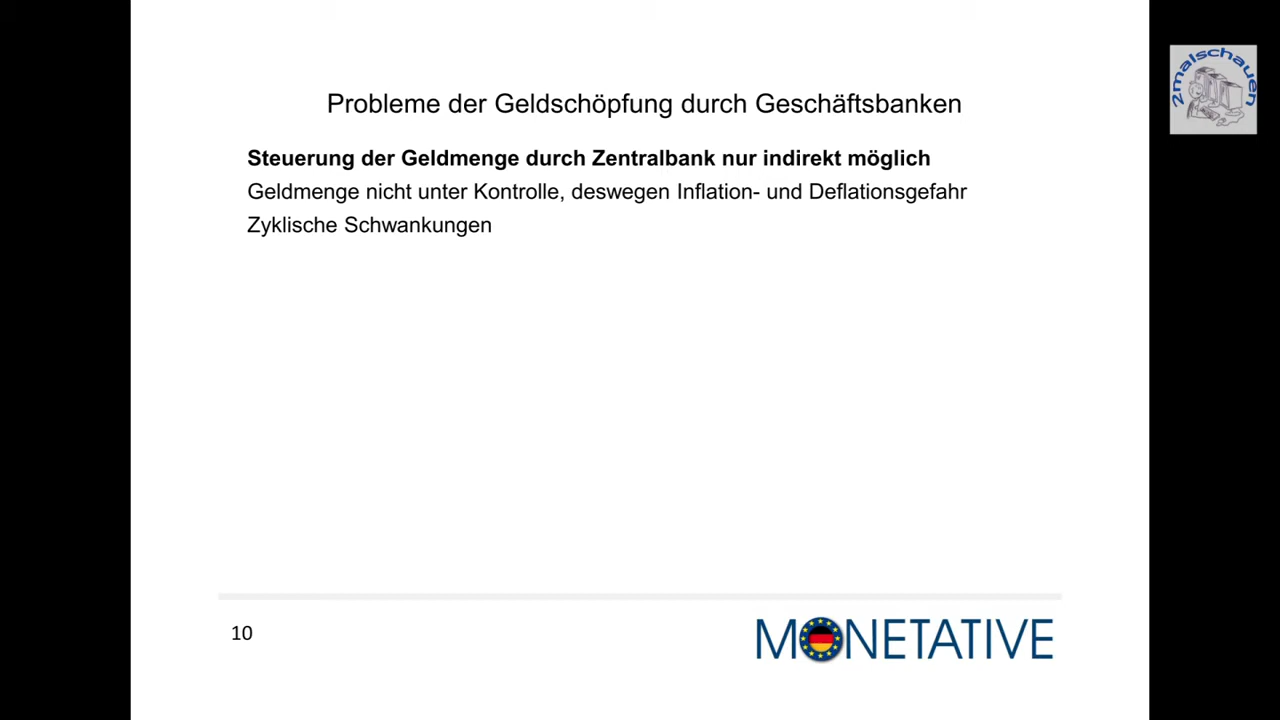 Probleme der Geldschöpfung durch Geschäftsbanken
2malschauen
Steuerung der Geldmenge durch Zentralbank nur indirekt möglich
Geldmenge nicht unter Kontrolle, deswegen Inflation- und Deflationsgefahr
Zyklische Schwankungen
10
MONETATIVE